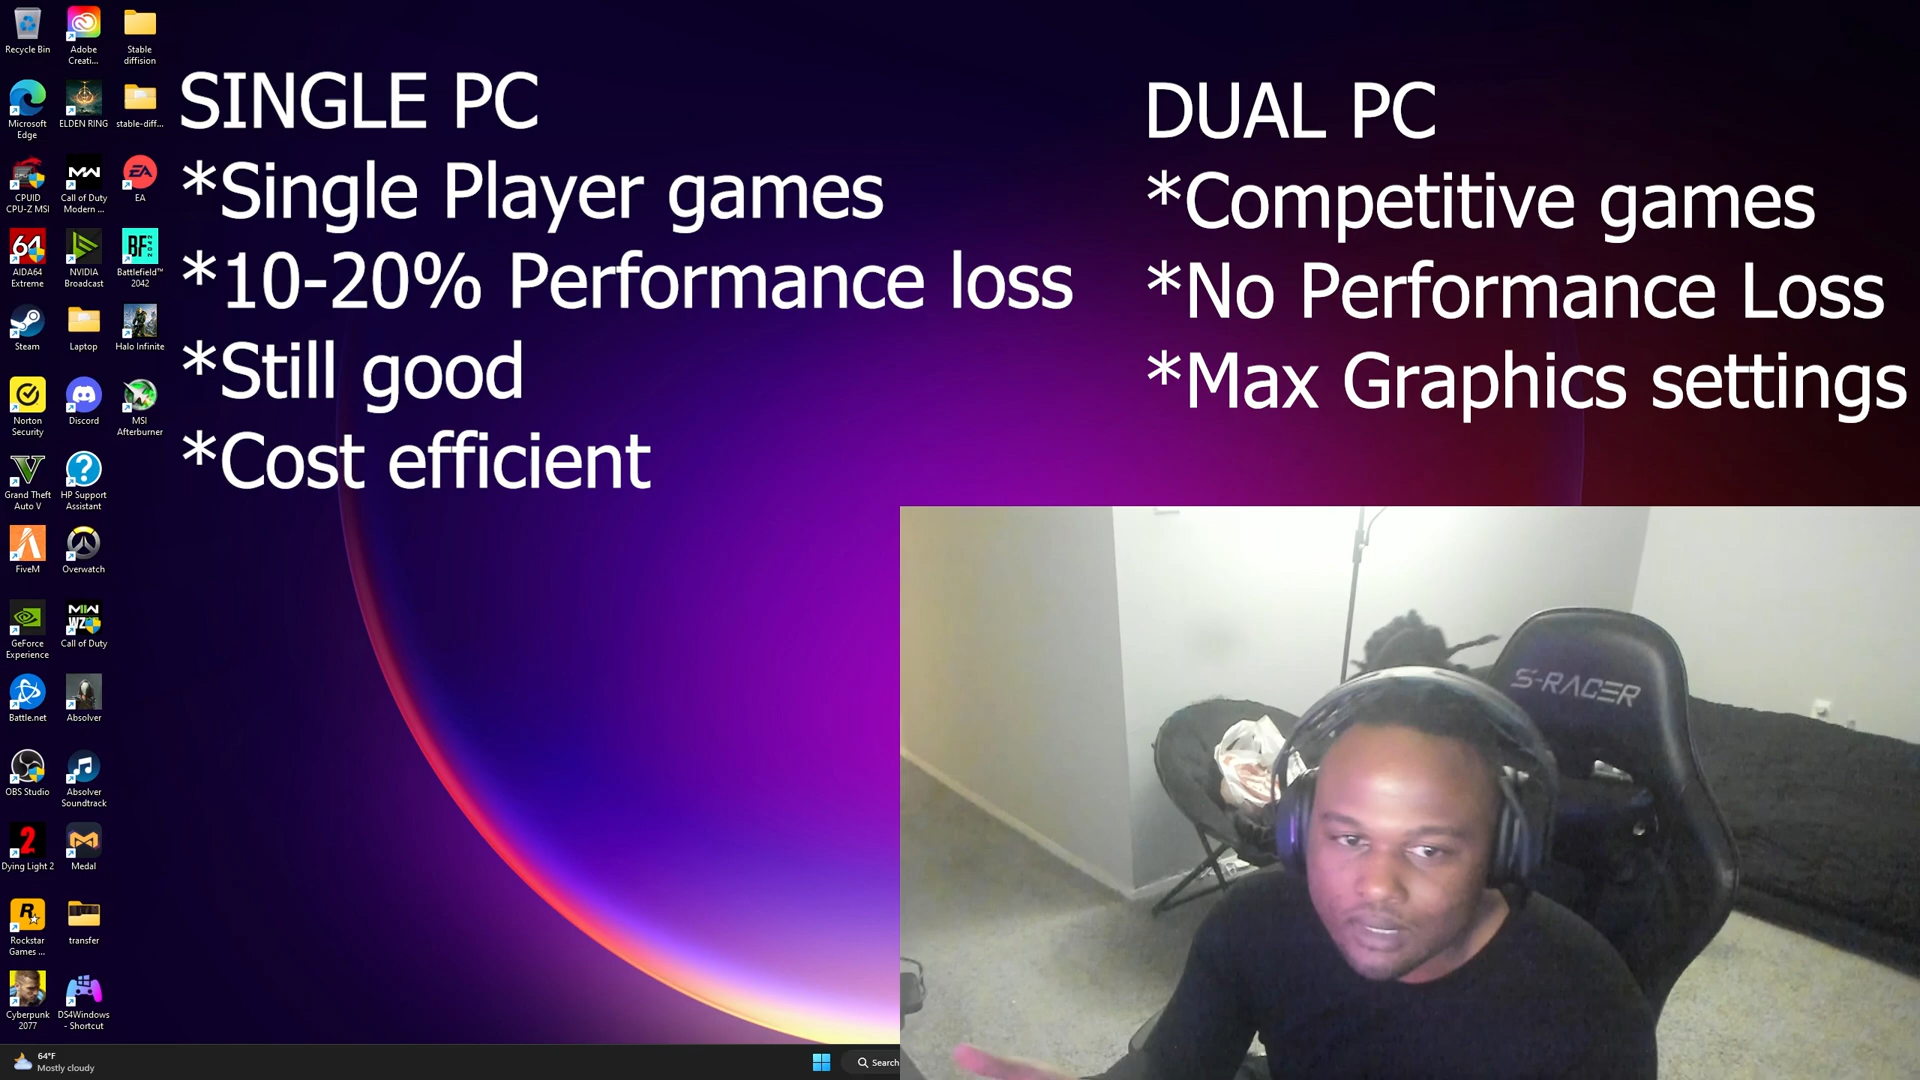 SINGLE PC
*Single Player games
*10-20% Performance loss
*Still good
*Cost efficient
DUAL PC
*Competitive games
*No Performance Loss
*Max Graphics settings
Recycle Bin
Adobe
Creati...
Stable
diffision
Microsoft
Edge
ELDEN RING
stable-diff...
CPUID
CPU-Z MSI
Call of Duty
Modern ...
EA
AIDA64
Extreme
NVIDIA
Broadcast
Battlefield™
2042
Steam
Laptop
Halo Infinite
Norton
Security
Discord
MSI
Afterburner
Grand Theft
Auto V
HP Support
Assistant
FiveM
Overwatch
GeForce
Experience
Call of Duty
Battle.net
Absolver
OBS Studio
Absolver
Soundtrack
Dying Light 2
Medal
Rockstar
Games ...
transfer
Cyberpunk
2077
DS4Windows
- Shortcut
64°F
Mostly cloudy
Search
S-RACER